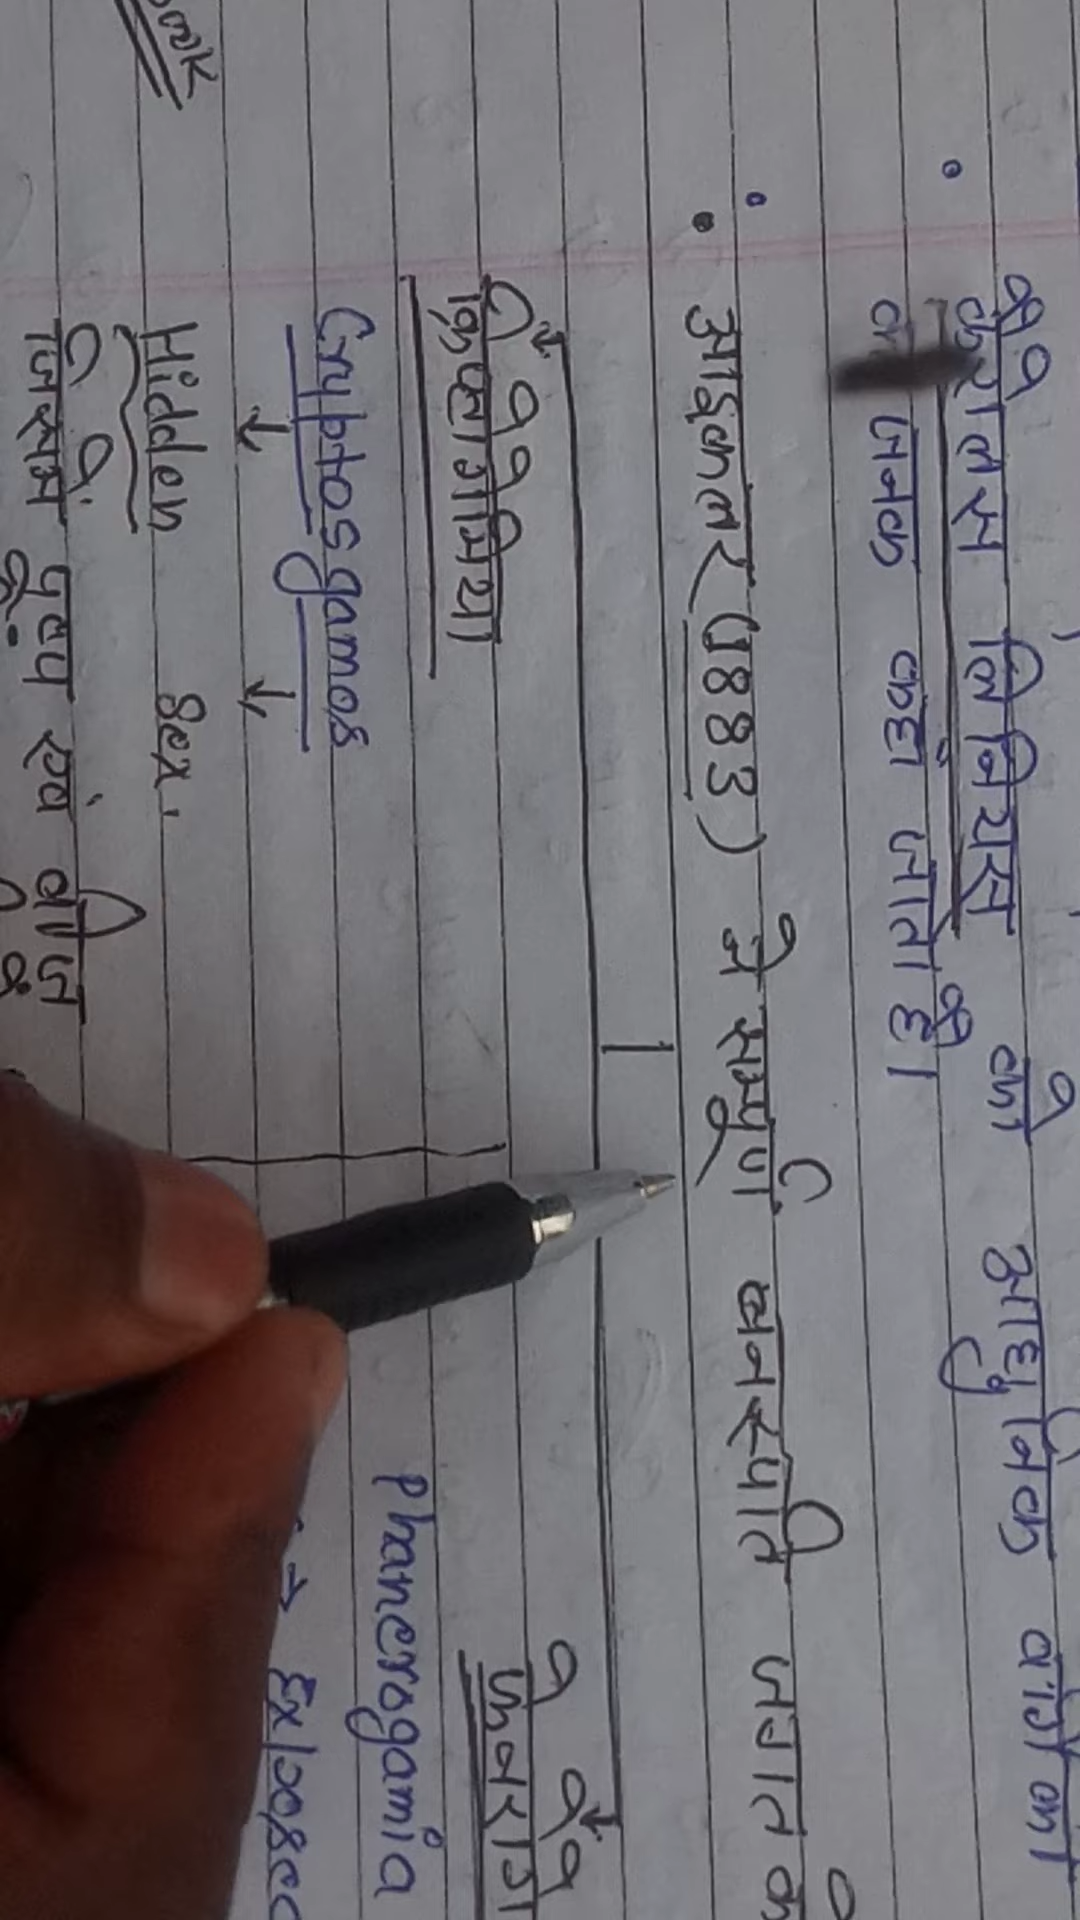 कैरोलस लिनियस को आधुनिक वर्गी का
जनक कहा जाता है।
आइकलर (1883) ने सम्पूर्ण वनस्पति जगत क
क्रिप्टोगेमिया
फेनेरोग
Cryptos gamos
Phanerogamia
Hidden Sex.
Exposed
जिसमे पुष्प एवं बीज